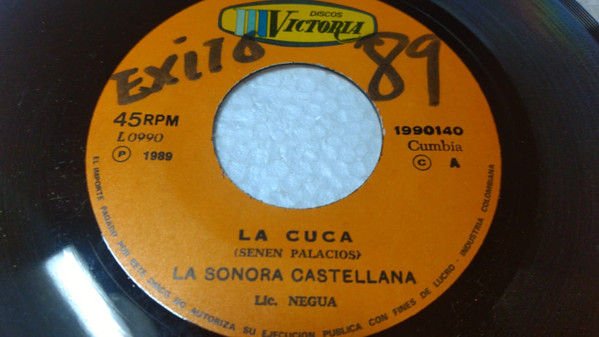 DISCOS
VICTORIA
EXITO 89
45RPM
L0990
Ⓟ 1989
1990140
Cumbia
© A
LA CUCA
(SENEN PALACIOS)
LA SONORA CASTELLANA
Lic. NEGUA
EL IMPORTE PAGADO POR ESTE DISCO NO AUTORIZA SU EJECUCION PUBLICA CON FINES DE LUCRO - INDUSTRIA COLOMBIANA